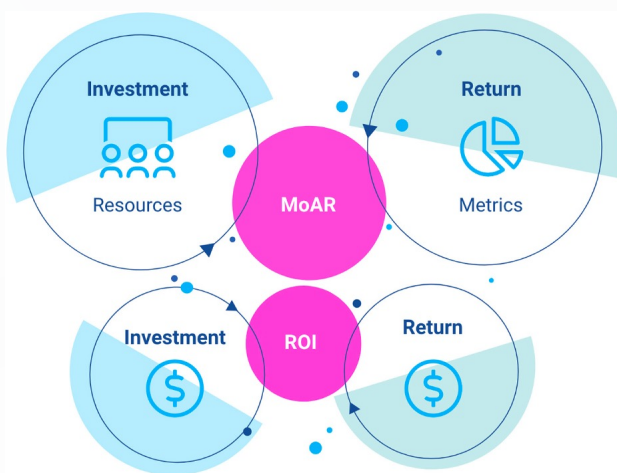 Investment
Return
Resources
MoAR
Metrics
Investment
ROI
Return
$
$